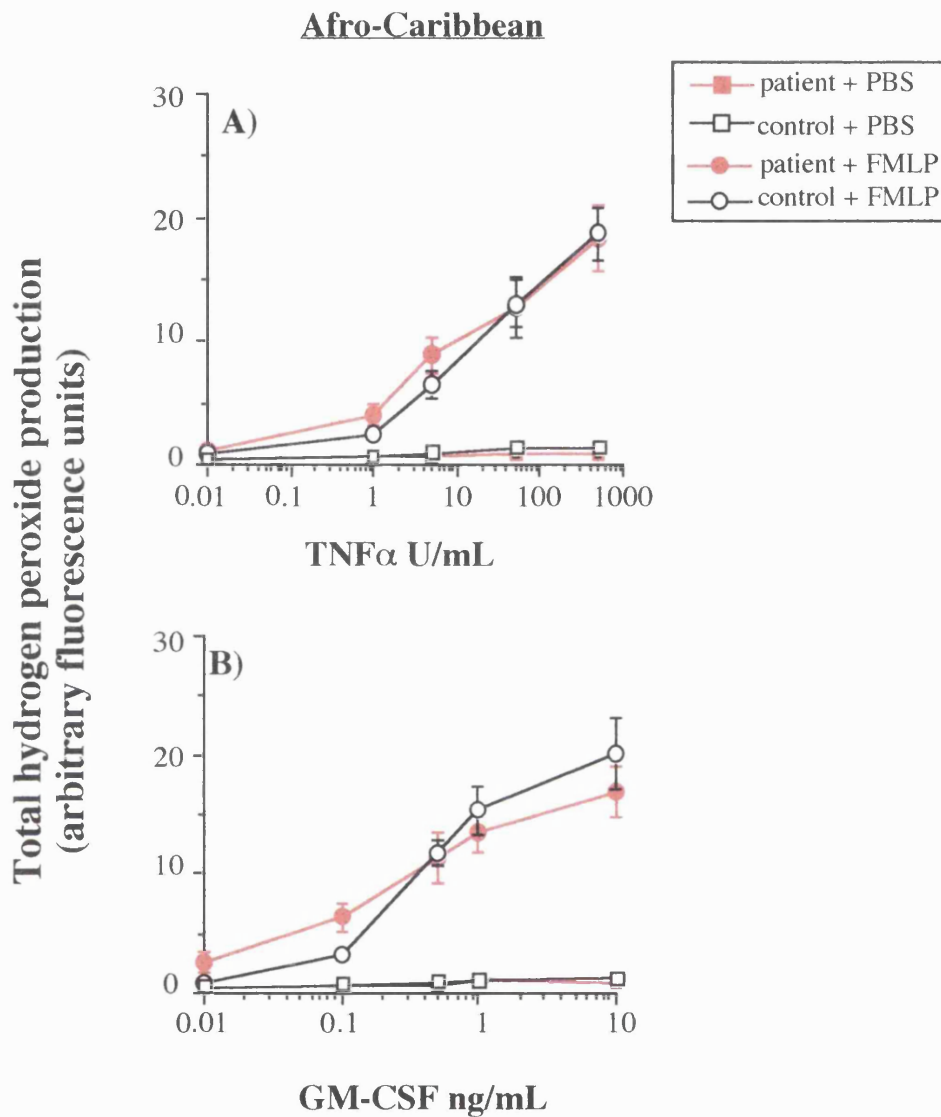 Afro-Caribbean
patient + PBS
control + PBS
patient + FMLP
control + FMLP
Total hydrogen peroxide production
(arbitrary fluorescence units)
A)
30
20
10
0
0.01
0.1
1
10
100
1000
TNFα U/mL
B)
30
20
10
0
0.01
0.1
1
10
GM-CSF ng/mL